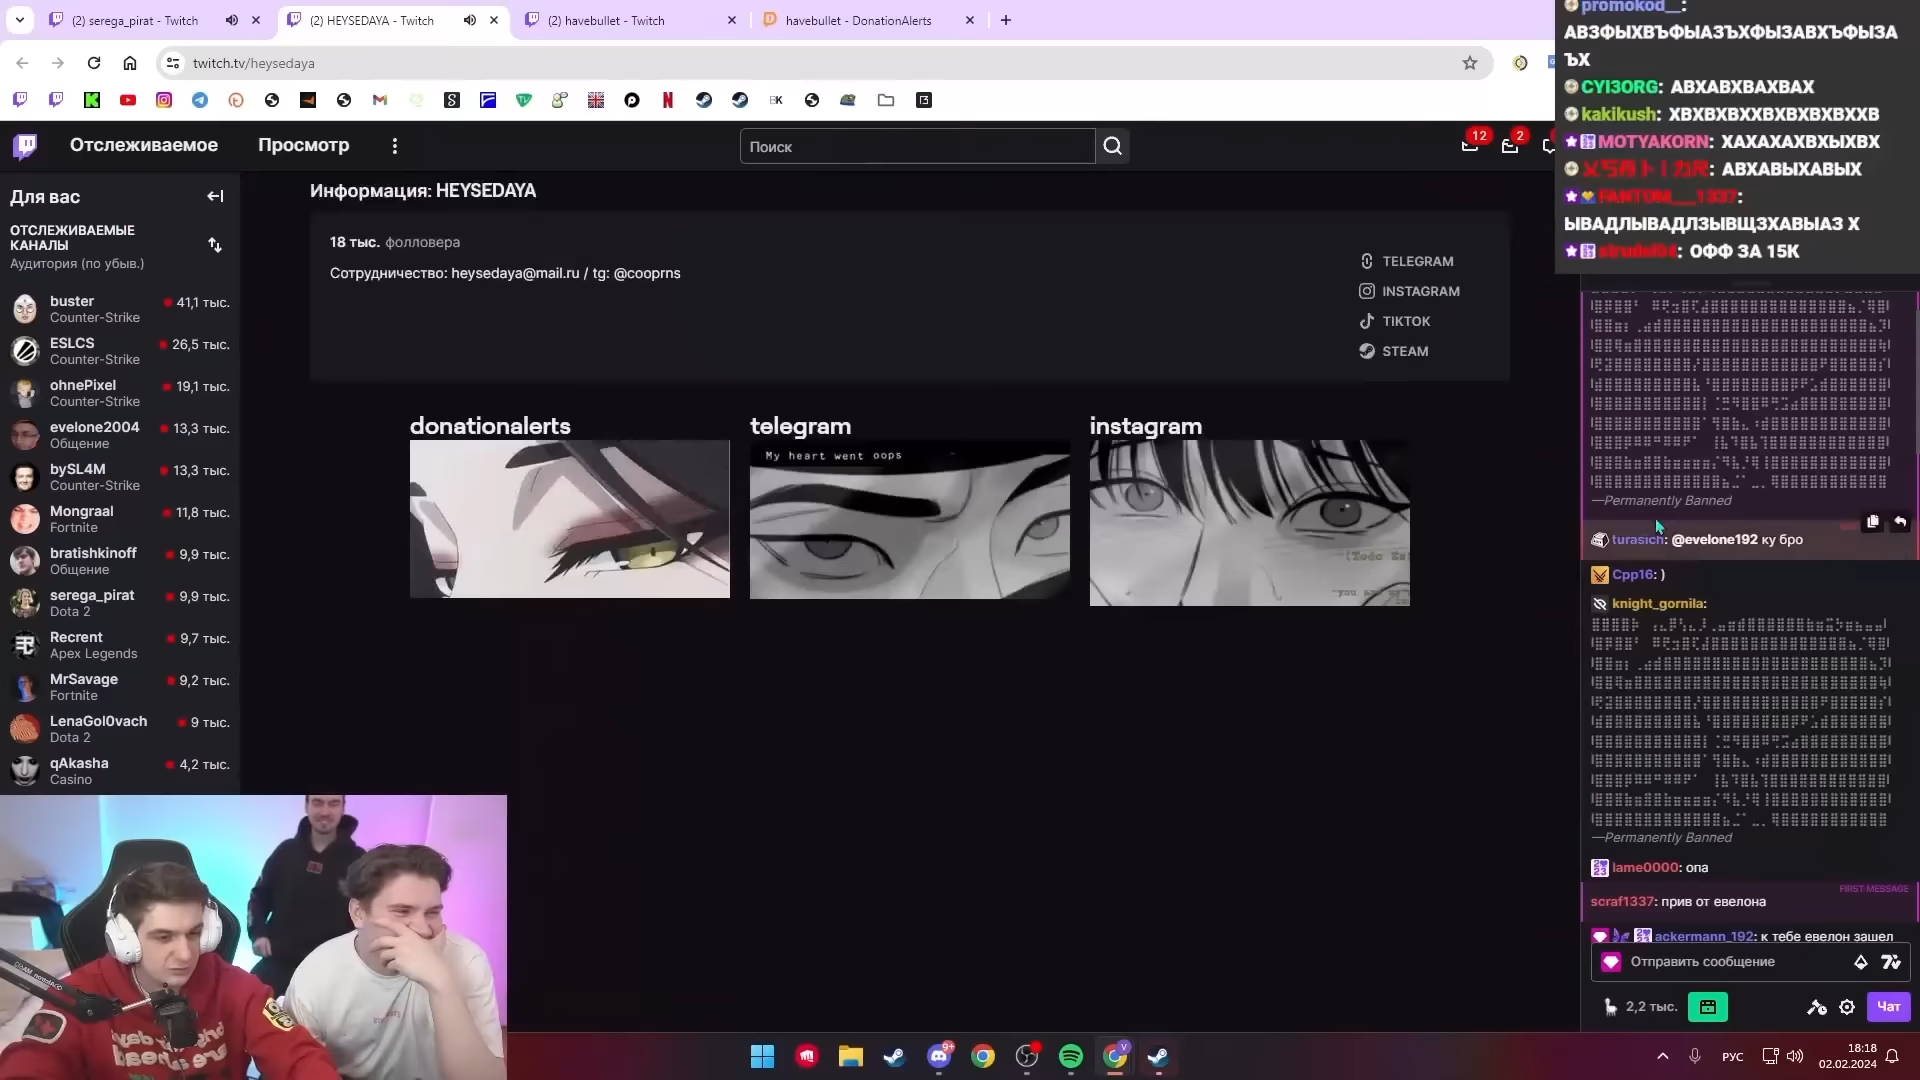 (2) serega_pirat - Twitch
(2) HEYSEDAYA - Twitch
(2) havebullet - Twitch
havebullet - DonationAlerts
twitch.tv/heysedaya
Отслеживаемое
Просмотр
Поиск
12
2
Для вас
ОТСЛЕЖИВАЕМЫЕ
КАНАЛЫ
Аудитория (по убыв.)
buster
41,1 тыс.
Counter-Strike
ESLCS
26,5 тыс.
Counter-Strike
ohnePixel
19,1 тыс.
Counter-Strike
evelone2004
13,3 тыс.
Общение
bySL4M
13,3 тыс.
Counter-Strike
Mongraal
11,8 тыс.
Fortnite
bratishkinoff
9,9 тыс.
Общение
serega_pirat
9,9 тыс.
Dota 2
Recrent
9,7 тыс.
Apex Legends
MrSavage
9,2 тыс.
Fortnite
LenaGol0vach
9 тыс.
Dota 2
qAkasha
4,2 тыс.
Casino
Информация: HEYSEDAYA
18 тыс. фолловера
Сотрудничество: heysedaya@mail.ru / tg: @cooprns
TELEGRAM
INSTAGRAM
TIKTOK
STEAM
donationalerts
telegram
instagram
My heart went oops
promokod__:
АВЗФЫХВЪФЫАЗЪХФЫЗАВХЪФЫЗА
ЪХ
CYI3ORG: АВХАВХВАХВАХ
kakikush: ХВХВХВХХВХВХВХВХХВ
MOTYAKORN: ХАХАХАХВХЫХВХ
АВХАВЫХАВЫХ
FANTOM___1337:
ЫВАДЛЫВАДЛЗЫВЩЗХАВЫАЗ Х
strudel04: ОФФ ЗА 15К
—Permanently Banned
turasich: @evelone192 ку бро
Cpp16: )
knight_gornila:
—Permanently Banned
lame0000: опа
FIRST MESSAGE
scraf1337: прив от евелона
ackermann_192: к тебе евелон зашел
Отправить сообщение
2,2 тыс.
Чат
9+
РУС
18:18
02.02.2024